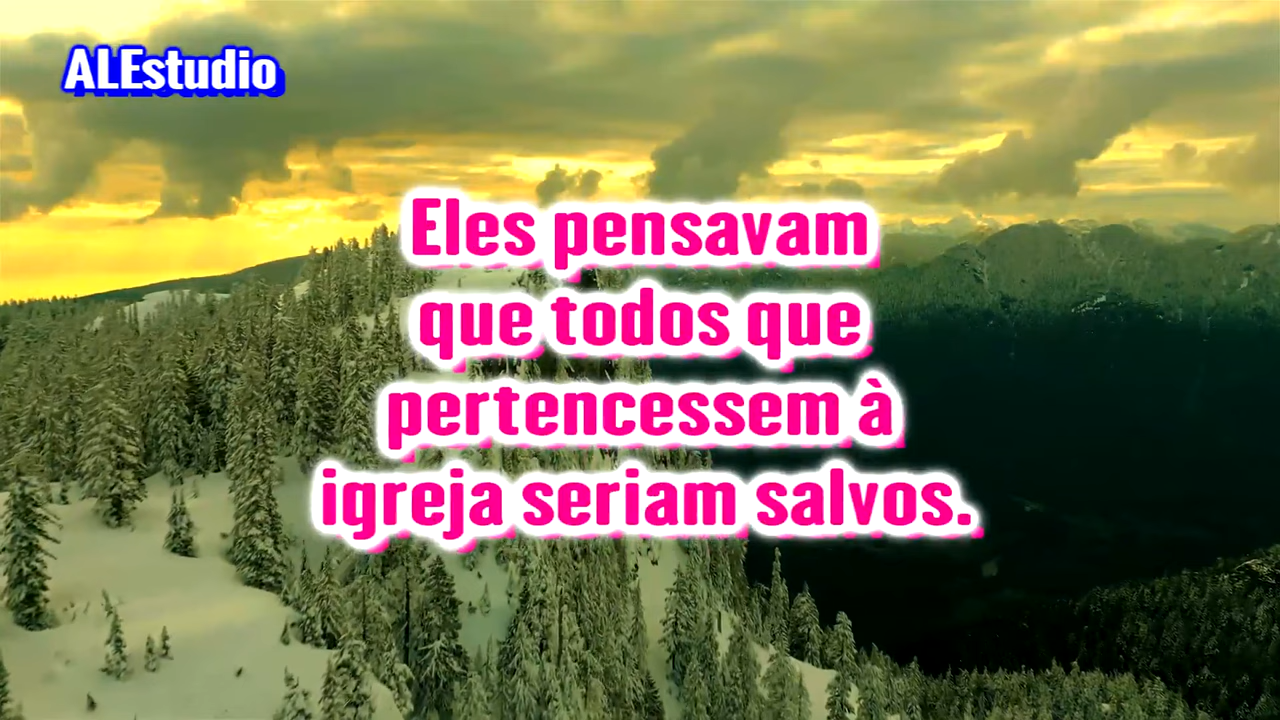 ALEstudio
Eles pensavam
que todos que
pertencessem à
igreja seriam salvos.